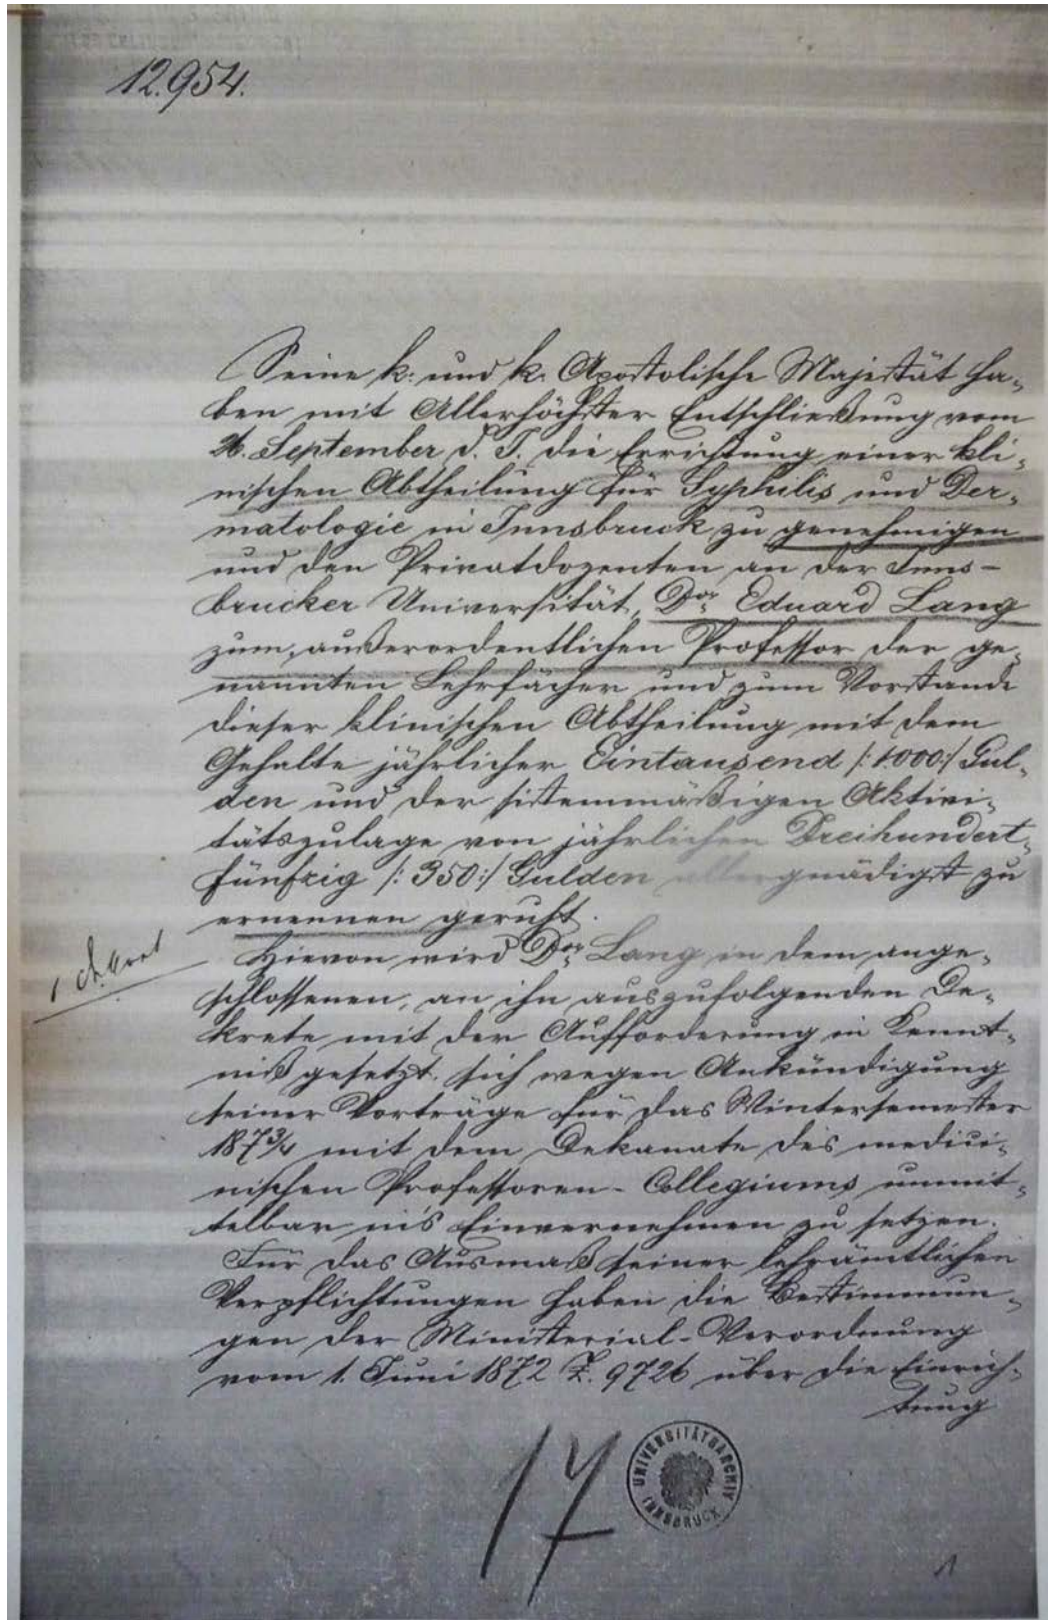 12.954.
Seine k: und k: Apostolische Majestät ha-
ben mit Allerhöchster Entschließung vom
26. September d. J. die Errichtung einer kli-
nischen Abtheilung für Syphilis und Der-
matologie in Innsbruck zu genehmigen
und den Privatdozenten an der Inns-
brucker Universität, Dor Eduard Lang
zum außerordentlichen Professor der ge-
nannten Lehrfächer und zum Vorstande
dieser klinischen Abtheilung mit dem
Gehalte jährlicher Eintausend /:1000:/ Gul-
den und der sistemmäßigen Aktivi-
tätszulage von jährlichen Dreihundert-
fünfzig /:350:/ Gulden allergnädigst zu
ernennen geruht.
Hievon wird Dor Lang in dem ange-
schlossenen, an ihn auszufolgenden De-
krete mit der Aufforderung in Kennt-
niß gesetzt, sich wegen Ankündigung
seiner Vorträge für das Wintersemester
1873/4 mit dem Dekanate des medizi-
nischen Professoren-Collegiums unmit-
telbar in's Einvernehmen zu setzen.
Für das Ausmaß seiner lehrämtlichen
Verpflichtungen haben die Bestimmun-
gen der Ministerial-Verordnung
vom 1. Juni 1872 Z. 9726 über die Einrich-
tung
17
UNIVERSITÄTSARCHIV
INNSBRUCK
1